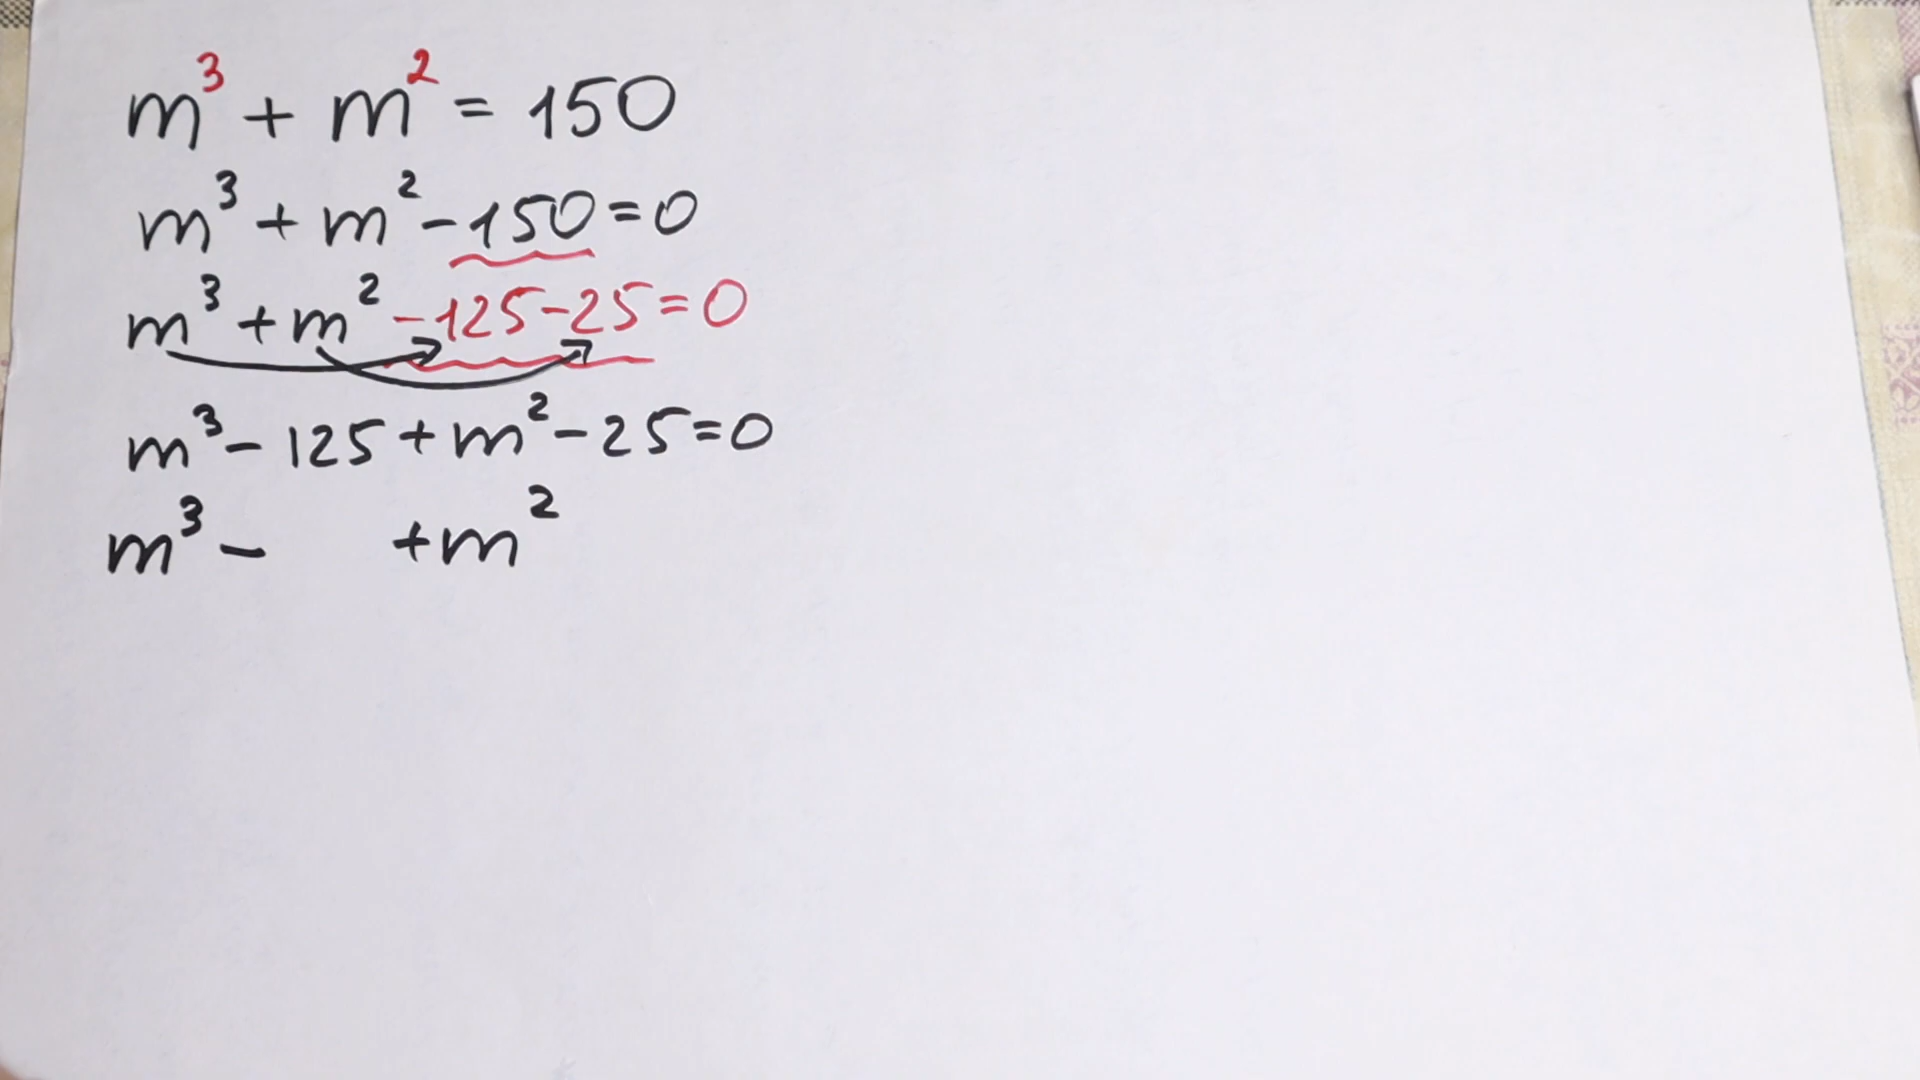 m³ + m² = 150
m³ + m² - 150 = 0
m³ + m² - 125 - 25 = 0
m³ - 125 + m² - 25 = 0
m³ - + m²